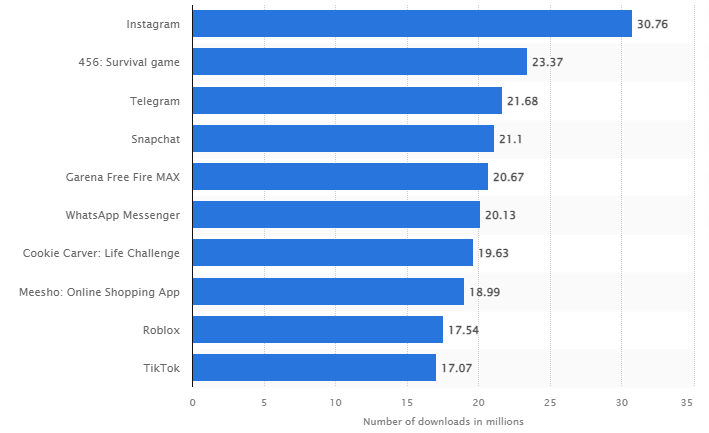 Instagram 30.76
456: Survival game 23.37
Telegram 21.68
Snapchat 21.1
Garena Free Fire MAX 20.67
WhatsApp Messenger 20.13
Cookie Carver: Life Challenge 19.63
Meesho: Online Shopping App 18.99
Roblox 17.54
TikTok 17.07
0 5 10 15 20 25 30 35
Number of downloads in millions